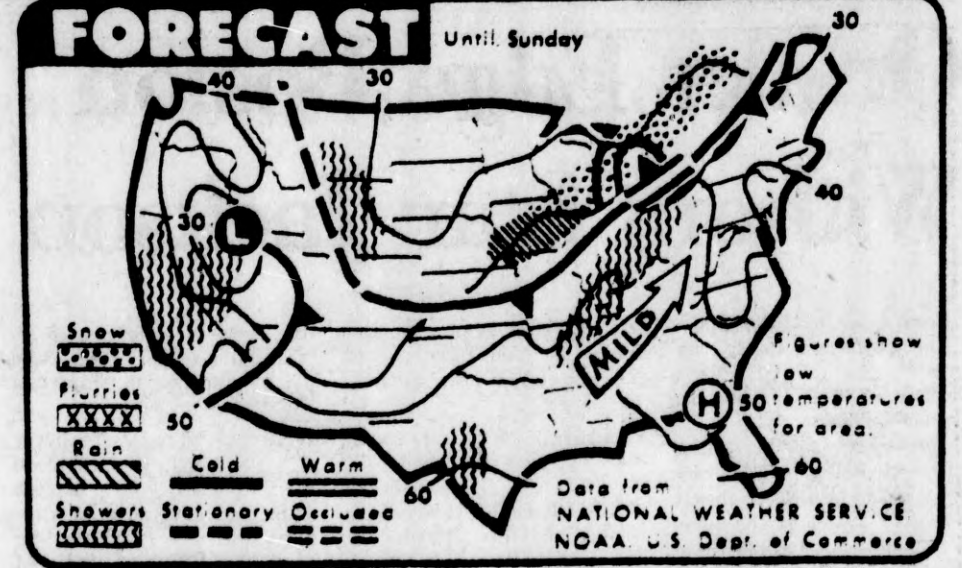 FORECAST
Until Sunday
30
40
30
40
30
L
MILD
Snow
Flurries
XXXX
Rain
Showers
50
Cold
Warm
Stationary
Occluded
60
H
50
60
Figures show
low
temperatures
for area.
Data from
NATIONAL WEATHER SERVICE
NOAA U.S. Dept. of Commerce